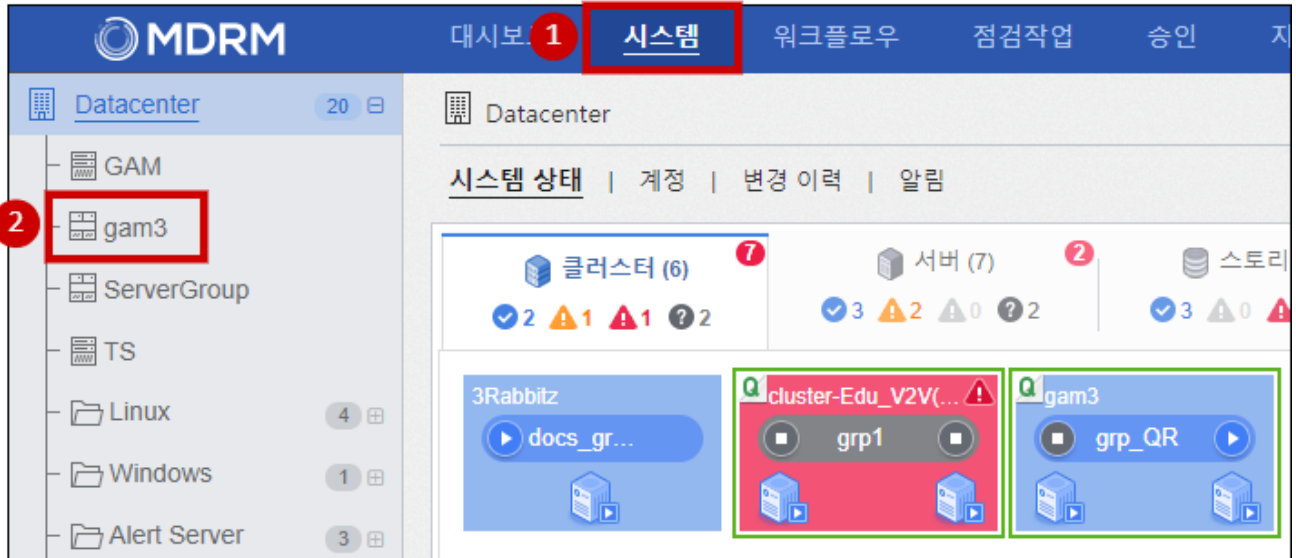 MDRM
대시보 1 시스템 워크플로우 점검작업 승인
Datacenter 20
GAM
2 gam3
ServerGroup
TS
Linux 4
Windows 1
Alert Server 3
Datacenter
시스템 상태 | 계정 | 변경 이력 | 알림
클러스터 (6) 7
2 1 1 ? 2
서버 (7) 2
3 2 0 ? 2
스토리
3 0
3Rabbitz
docs_gr...
Q cluster-Edu_V2V(...
grp1
Q gam3
grp_QR